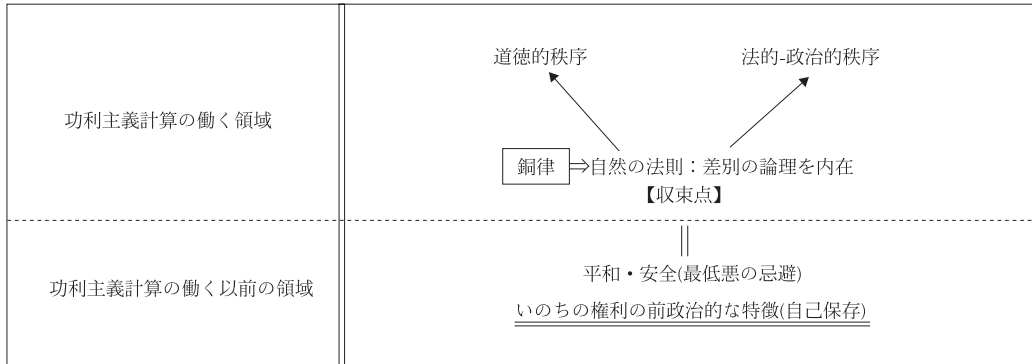 道徳的秩序
法的-政治的秩序
功利主義計算の働く領域
銅律
自然の法則：差別の論理を内在
【収束点】
功利主義計算の働く以前の領域
平和・安全(最低悪の忌避)
いのちの権利の前政治的な特徴(自己保存)